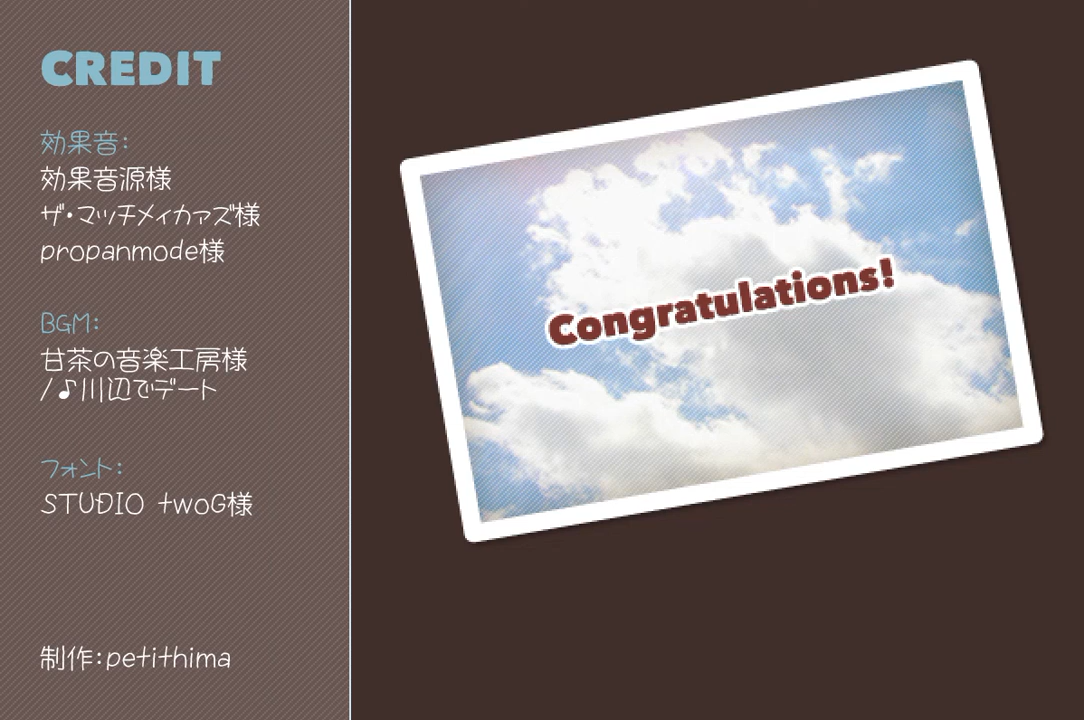 CREDIT
効果音:
効果音源様
ザ・マッチメイカァズ様
propanmode様
BGM:
甘茶の音楽工房様
/♪川辺でデート
フォント:
STUDIO twoG様
制作:petithima
Congratulations!